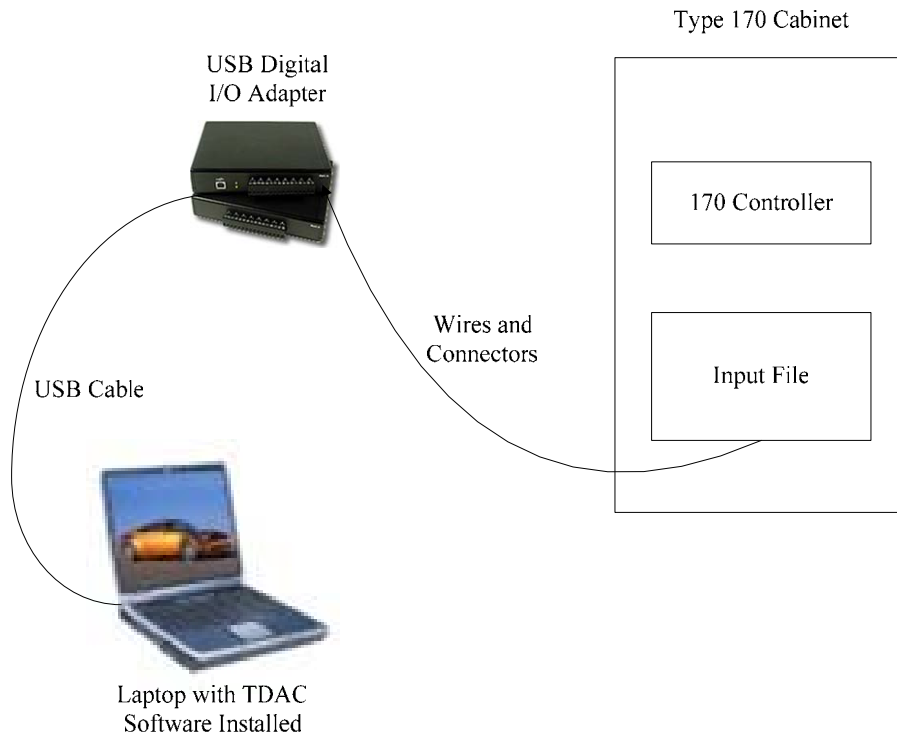 Type 170 Cabinet
USB Digital
I/O Adapter
170 Controller
Wires and
Connectors
Input File
USB Cable
Laptop with TDAC
Software Installed